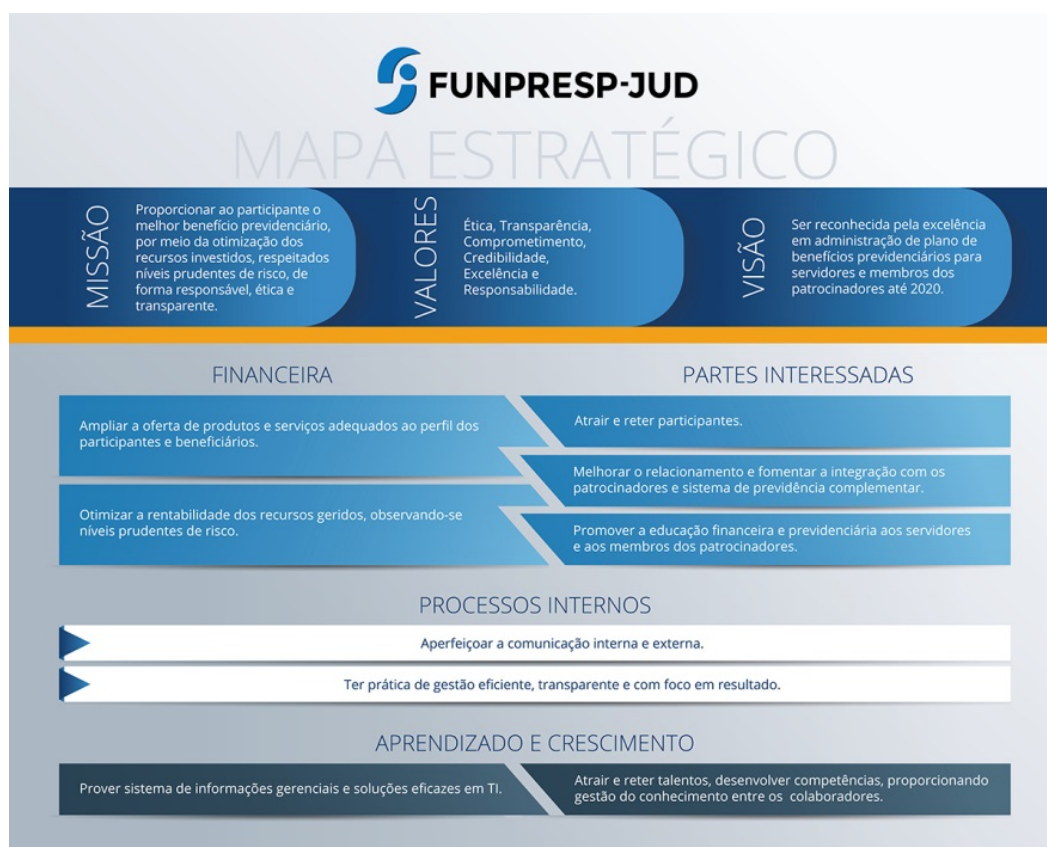 FUNPRESP-JUD
MAPA ESTRATÉGICO
MISSÃO
Proporcionar ao participante o
melhor benefício previdenciário,
por meio da otimização dos
recursos investidos, respeitados
níveis prudentes de risco, de
forma responsável, ética e
transparente.
VALORES
Ética, Transparência,
Comprometimento,
Credibilidade,
Excelência e
Responsabilidade.
VISÃO
Ser reconhecida pela excelência
em administração de plano de
benefícios previdenciários para
servidores e membros dos
patrocinadores até 2020.
FINANCEIRA
Ampliar a oferta de produtos e serviços adequados ao perfil dos
participantes e beneficiários.
Otimizar a rentabilidade dos recursos geridos, observando-se
níveis prudentes de risco.
PARTES INTERESSADAS
Atrair e reter participantes.
Melhorar o relacionamento e fomentar a integração com os
patrocinadores e sistema de previdência complementar.
Promover a educação financeira e previdenciária aos servidores
e aos membros dos patrocinadores.
PROCESSOS INTERNOS
Aperfeiçoar a comunicação interna e externa.
Ter prática de gestão eficiente, transparente e com foco em resultado.
APRENDIZADO E CRESCIMENTO
Prover sistema de informações gerenciais e soluções eficazes em TI.
Atrair e reter talentos, desenvolver competências, proporcionando
gestão do conhecimento entre os colaboradores.